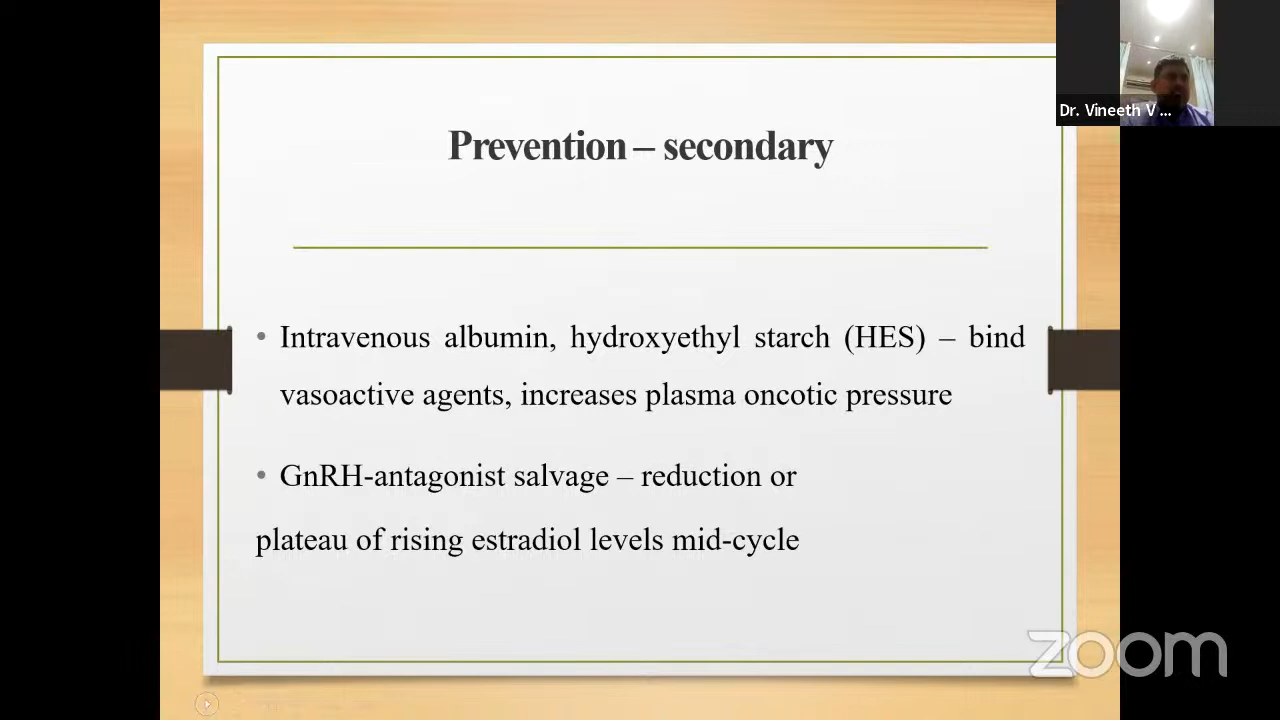 Dr. Vineeth V ...
Prevention – secondary
• Intravenous albumin, hydroxyethyl starch (HES) – bind
vasoactive agents, increases plasma oncotic pressure
• GnRH-antagonist salvage – reduction or
plateau of rising estradiol levels mid-cycle
zoom